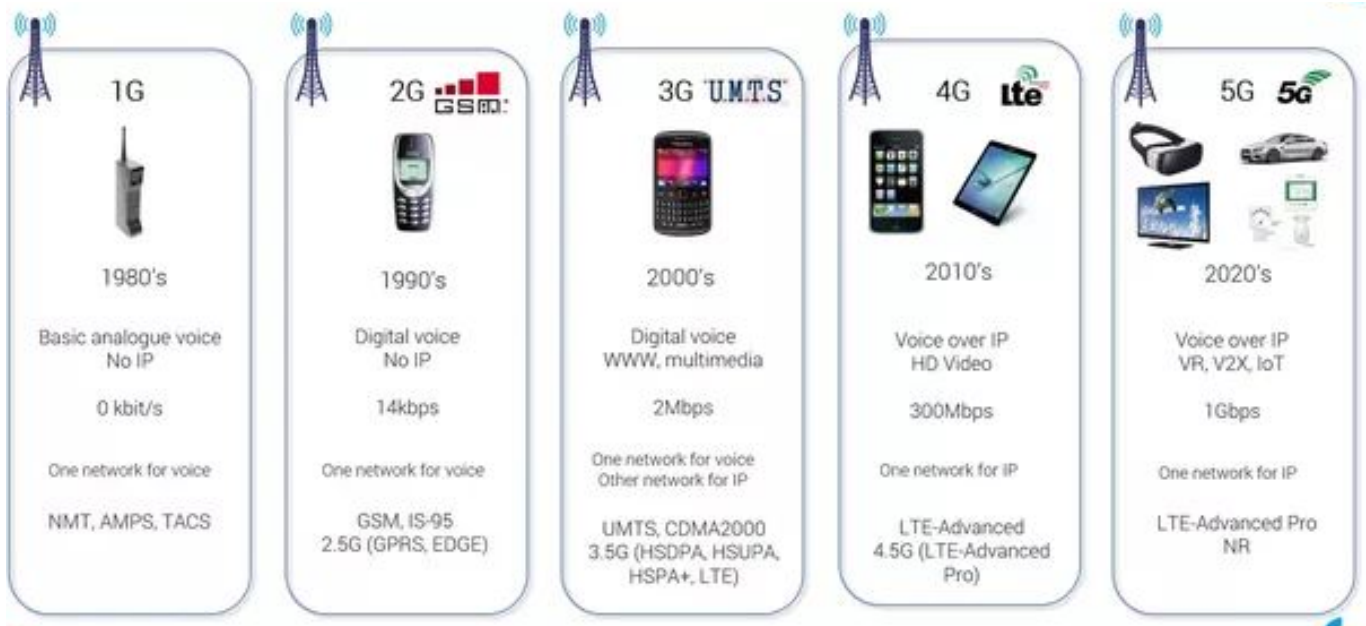 1G
1980's
Basic analogue voice
No IP
0 kbit/s
One network for voice
NMT, AMPS, TACS
2G GSM
1990's
Digital voice
No IP
14kbps
One network for voice
GSM, IS-95
2.5G (GPRS, EDGE)
3G U.M.T.S
2000's
Digital voice
WWW, multimedia
2Mbps
One network for voice
Other network for IP
UMTS, CDMA2000
3.5G (HSDPA, HSUPA,
HSPA+, LTE)
4G lte
2010's
Voice over IP
HD Video
300Mbps
One network for IP
LTE-Advanced
4.5G (LTE-Advanced
Pro)
5G 5G
2020's
Voice over IP
VR, V2X, IoT
1Gbps
One network for IP
LTE-Advanced Pro
NR